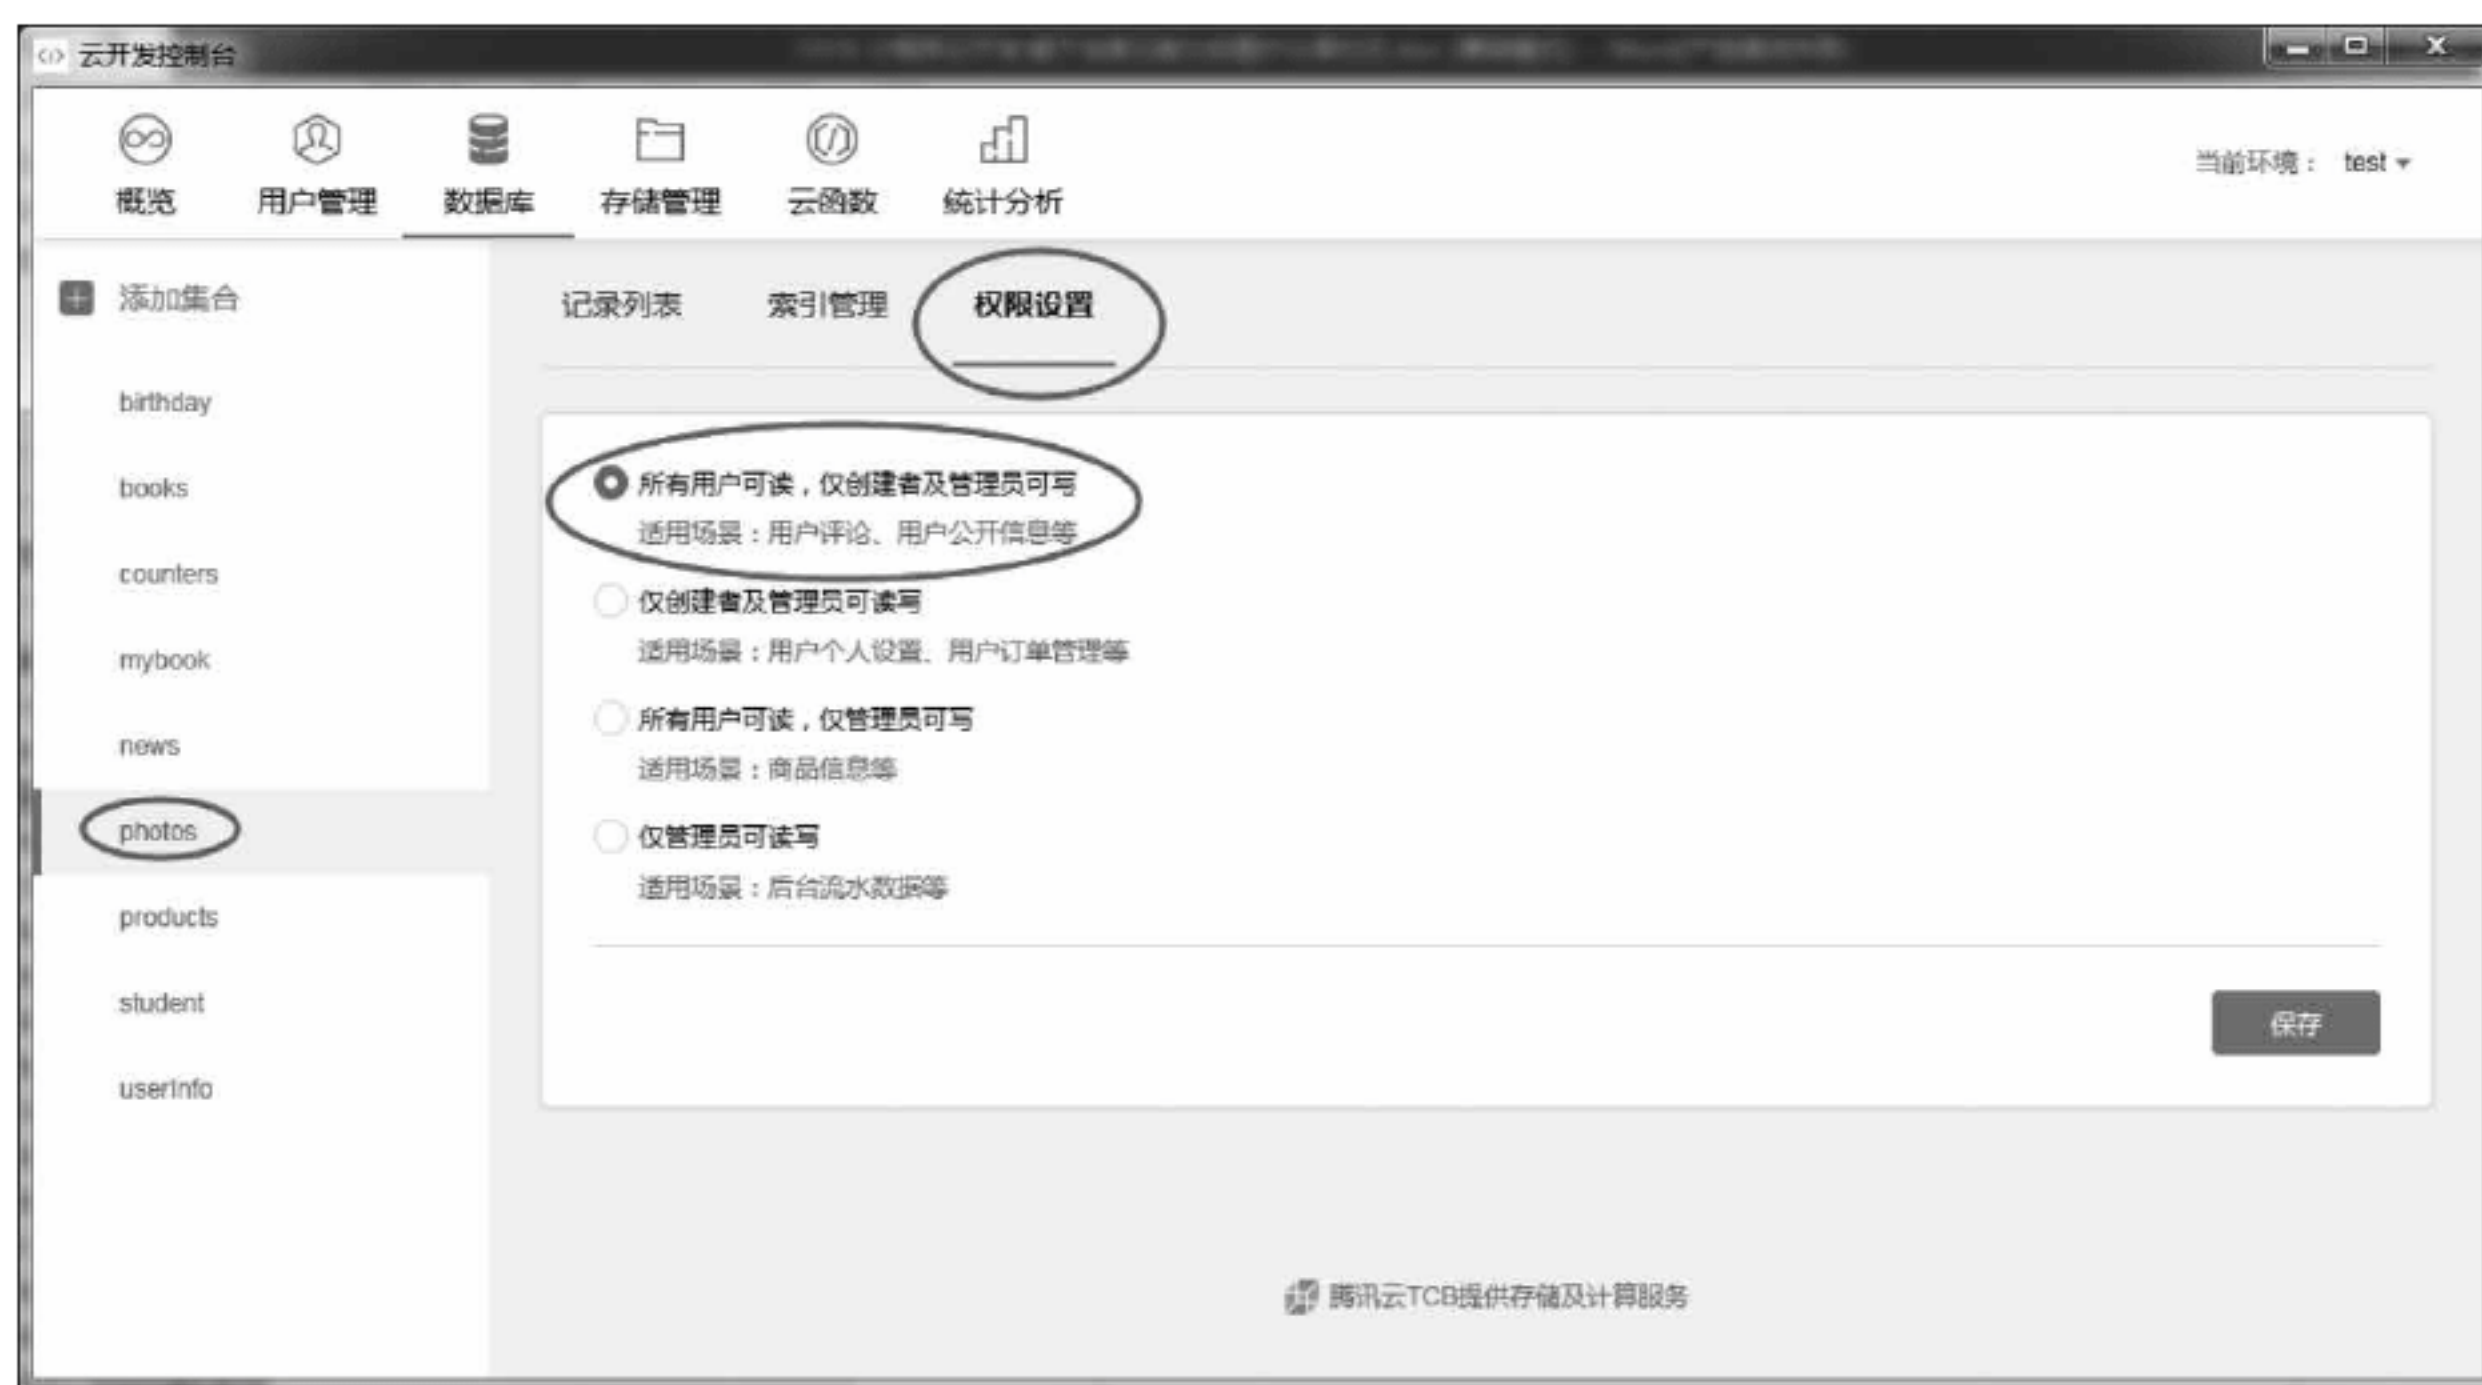 云开发控制台
概览 用户管理 数据库 存储管理 云函数 统计分析
当前环境： test
添加集合
birthday
books
counters
mybook
news
photos
products
student
userInfo
记录列表 索引管理 权限设置
所有用户可读，仅创建者及管理员可写
适用场景：用户评论、用户公开信息等
仅创建者及管理员可读写
适用场景：用户个人设置、用户订单管理等
所有用户可读，仅管理员可写
适用场景：商品信息等
仅管理员可读写
适用场景：后台流水数据等
保存
腾讯云TCB提供存储及计算服务